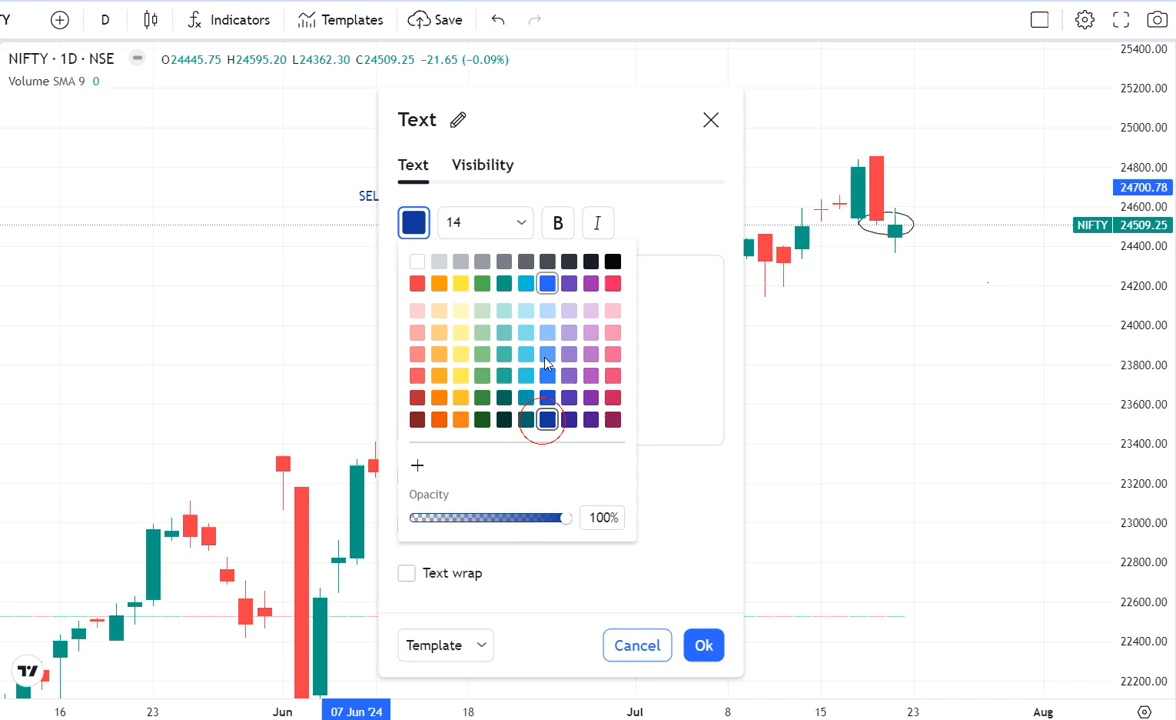 TY D Indicators Templates Save
NIFTY · 1D · NSE O24445.75 H24595.20 L24362.30 C24509.25 −21.65 (−0.09%)
Volume SMA 9 0
25400.00
25200.00
25000.00
24800.00
24700.78
NIFTY 24509.25
24400.00
24200.00
24000.00
23800.00
23600.00
23400.00
23200.00
23000.00
22800.00
22600.00
22400.00
22200.00
SEL
Text
Text Visibility
14 B I
Opacity
100%
Text wrap
Template Cancel Ok
16 23 Jun 07 Jun '24 18 Jul 8 15 23 Aug